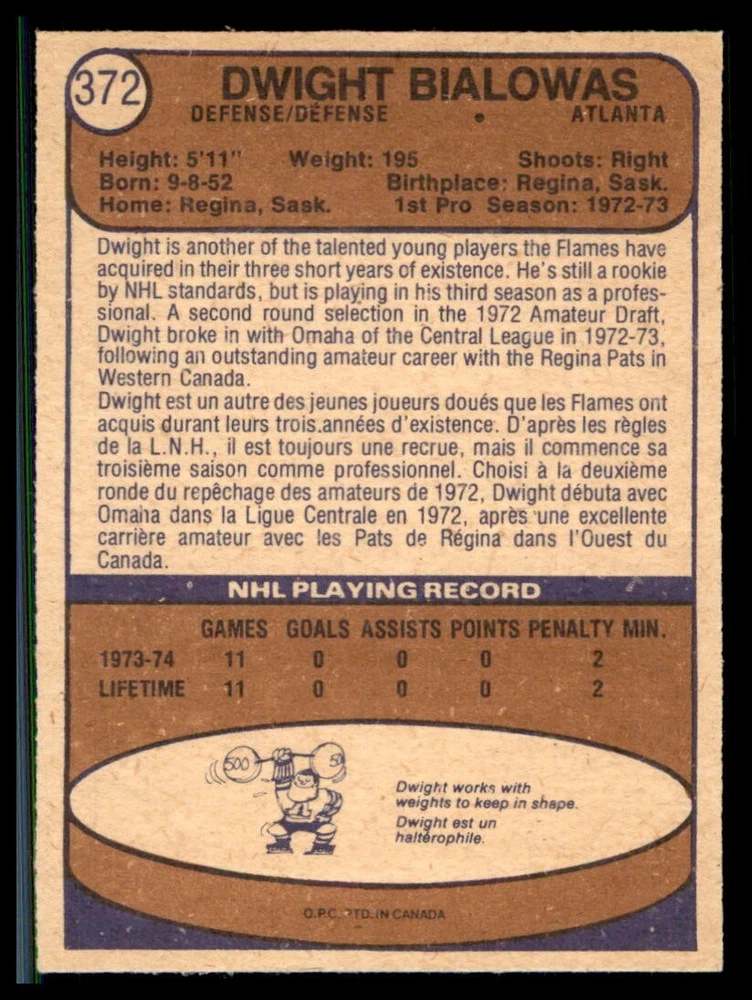 372
DWIGHT BIALOWAS
DEFENSE/DÉFENSE • ATLANTA
Height: 5'11" Weight: 195 Shoots: Right
Born: 9-8-52 Birthplace: Regina, Sask.
Home: Regina, Sask. 1st Pro Season: 1972-73
Dwight is another of the talented young players the Flames have
acquired in their three short years of existence. He's still a rookie
by NHL standards, but is playing in his third season as a profes-
sional. A second round selection in the 1972 Amateur Draft,
Dwight broke in with Omaha of the Central League in 1972-73,
following an outstanding amateur career with the Regina Pats in
Western Canada.
Dwight est un autre des jeunes joueurs doués que les Flames ont
acquis durant leurs trois années d'existence. D'après les règles
de la L.N.H., il est toujours une recrue, mais il commence sa
troisième saison comme professionnel. Choisi à la deuxième
ronde du repêchage des amateurs de 1972, Dwight débuta avec
Omaha dans la Ligue Centrale en 1972, après une excellente
carrière amateur avec les Pats de Régina dans l'Ouest du
Canada.
NHL PLAYING RECORD
GAMES GOALS ASSISTS POINTS PENALTY MIN.
1973-74 11 0 0 0 2
LIFETIME 11 0 0 0 2
500 50
Dwight works with
weights to keep in shape.
Dwight est un
haltérophile.
O.P.C. PTD. IN CANADA